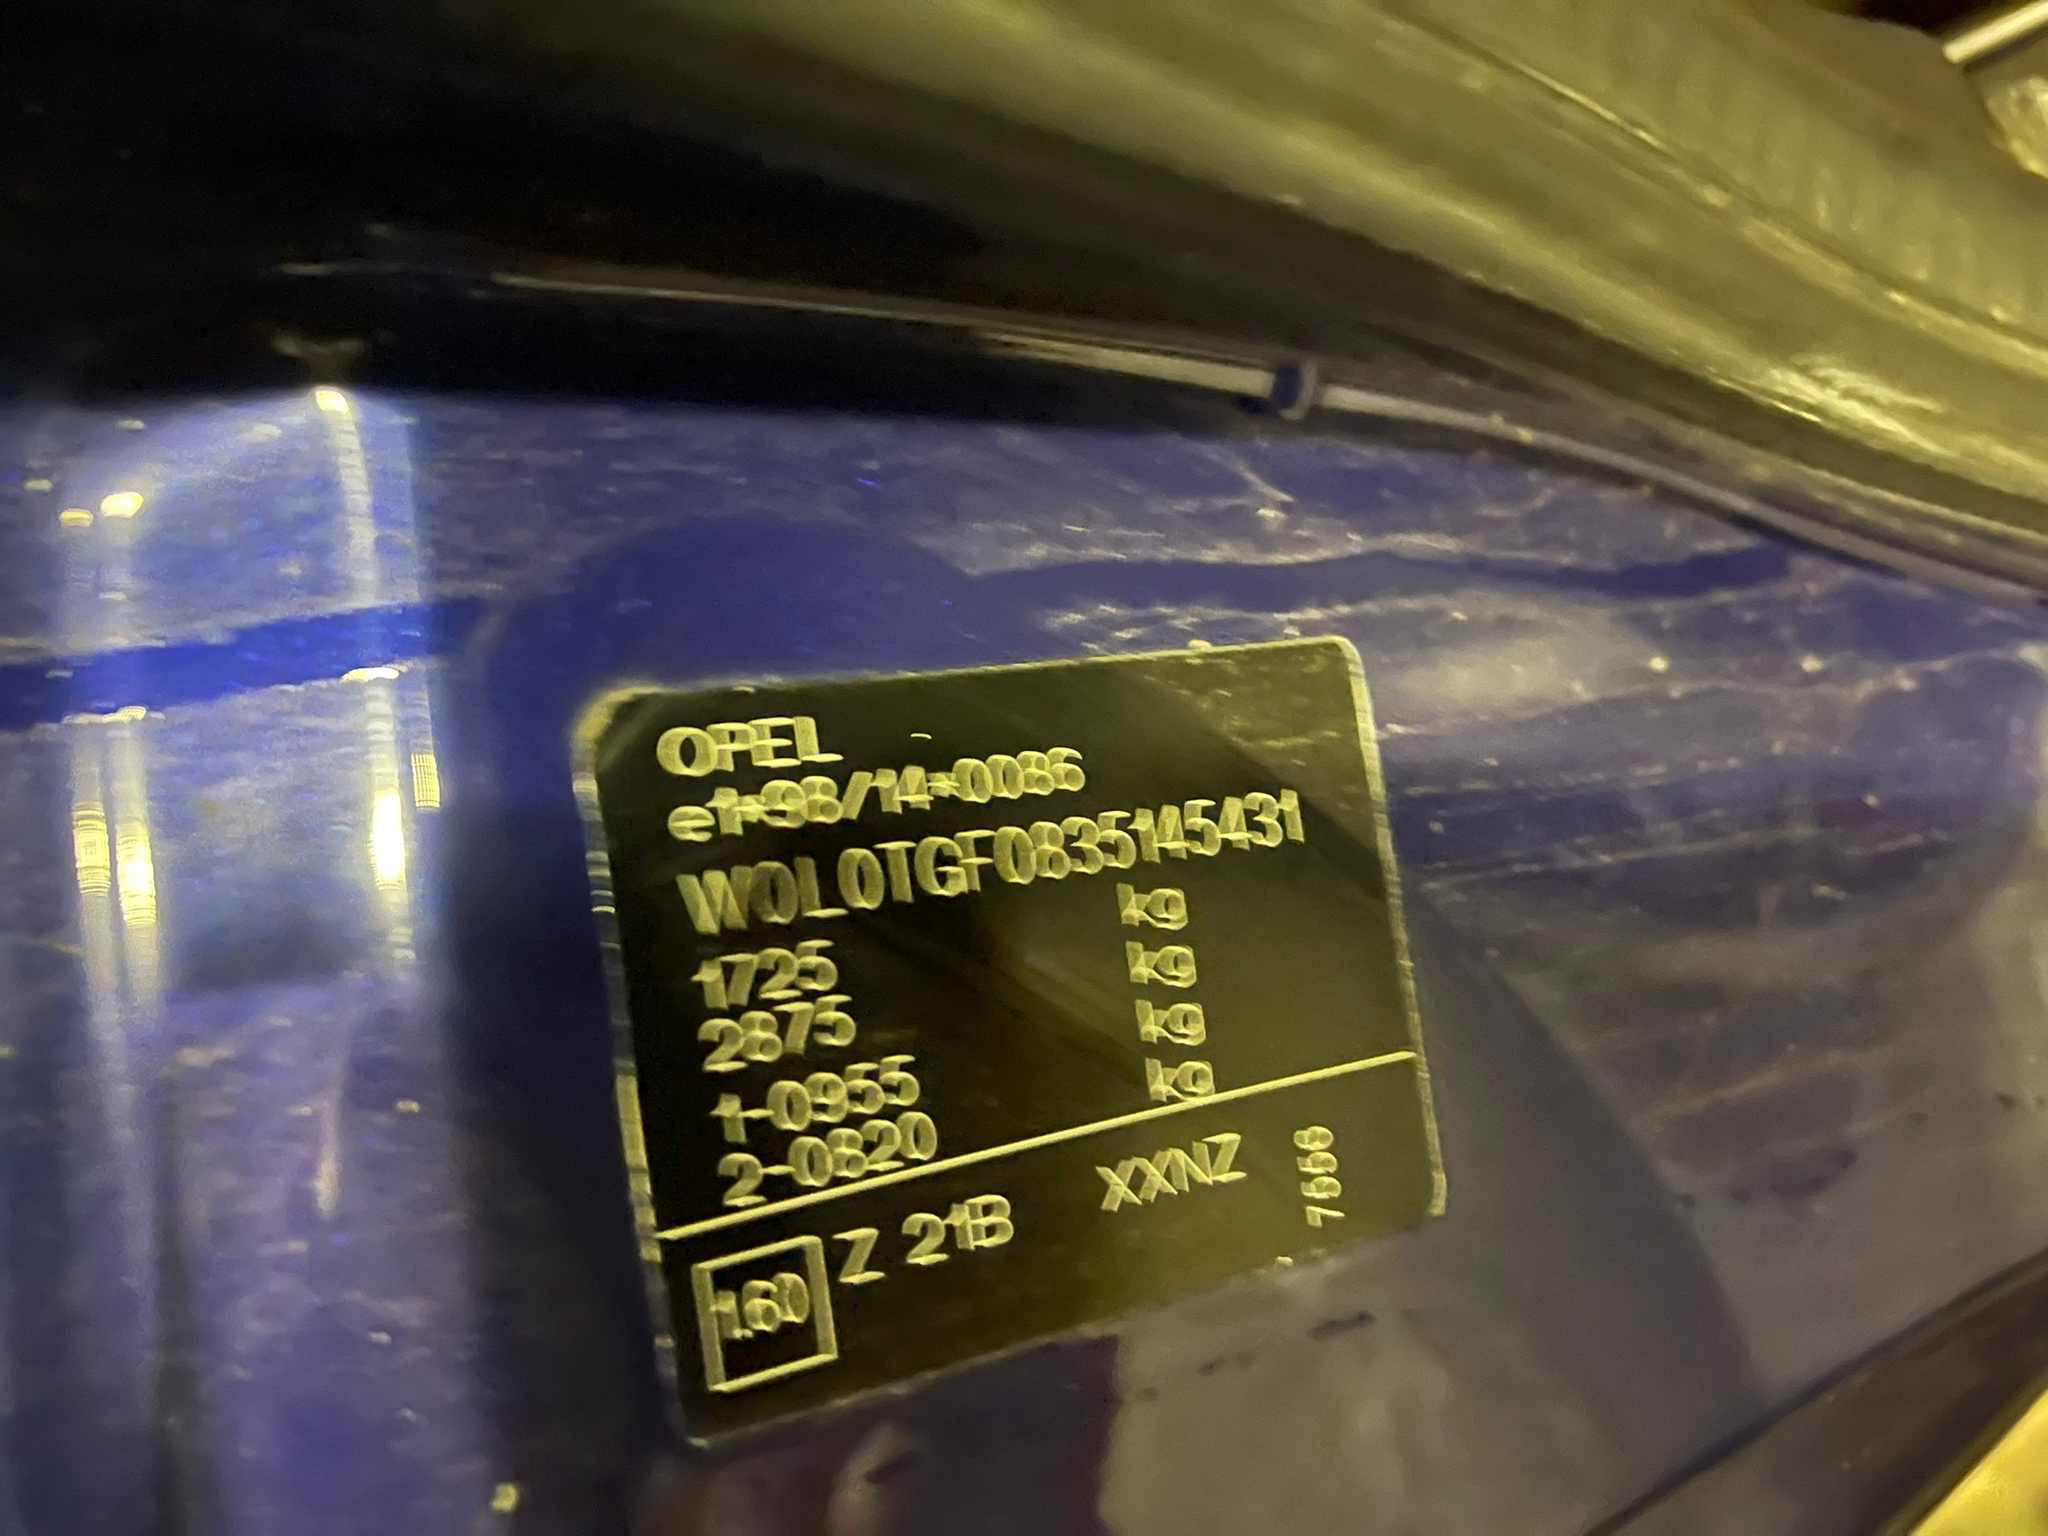 OPEL
e1*98/14*0086
W0L0TGF0835145431
1725 kg
2875 kg
1-0955 kg
2-0820 kg
1.60 Z 21B XXNZ
7556